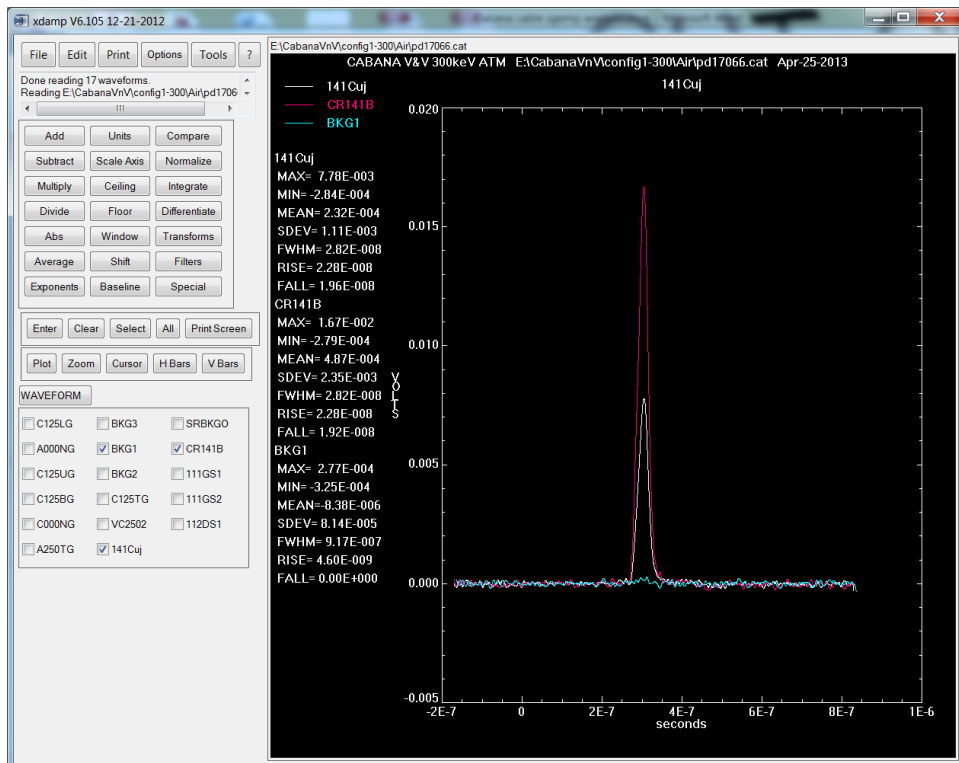 xdamp V6.105 12-21-2012
File Edit Print Options Tools ?
Done reading 17 waveforms.
Reading E:\CabanaVnV\config1-300\Air\pd1706
Add Units Compare
Subtract Scale Axis Normalize
Multiply Ceiling Integrate
Divide Floor Differentiate
Abs Window Transforms
Average Shift Filters
Exponents Baseline Special
Enter Clear Select All Print Screen
Plot Zoom Cursor H Bars V Bars
WAVEFORM
C125LG BKG3 SRBKGO
A000NG BKG1 CR141B
C125UG BKG2 111GS1
C125BG C125TG 111GS2
C000NG VC2502 112DS1
A250TG 141Cuj
E:\CabanaVnV\config1-300\Air\pd17066.cat
CABANA V&V 300keV ATM E:\CabanaVnV\config1-300\Air\pd17066.cat Apr-25-2013
141Cuj
CR141B
BKG1
141Cuj
MAX= 7.78E-003
MIN= -2.84E-004
MEAN= 2.32E-004
SDEV= 1.11E-003
FWHM= 2.82E-008
RISE= 2.28E-008
FALL= 1.96E-008
CR141B
MAX= 1.67E-002
MIN= -2.79E-004
MEAN= 4.87E-004
SDEV= 2.35E-003
FWHM= 2.82E-008
RISE= 2.28E-008
FALL= 1.92E-008
BKG1
MAX= 2.77E-004
MIN= -3.25E-004
MEAN=-8.38E-006
SDEV= 8.14E-005
FWHM= 9.17E-007
RISE= 4.60E-009
FALL= 0.00E+000
141Cuj
VOLTS
0.020
0.015
0.010
0.005
0.000
-0.005
-2E-7 0 2E-7 4E-7 6E-7 8E-7 1E-6
seconds